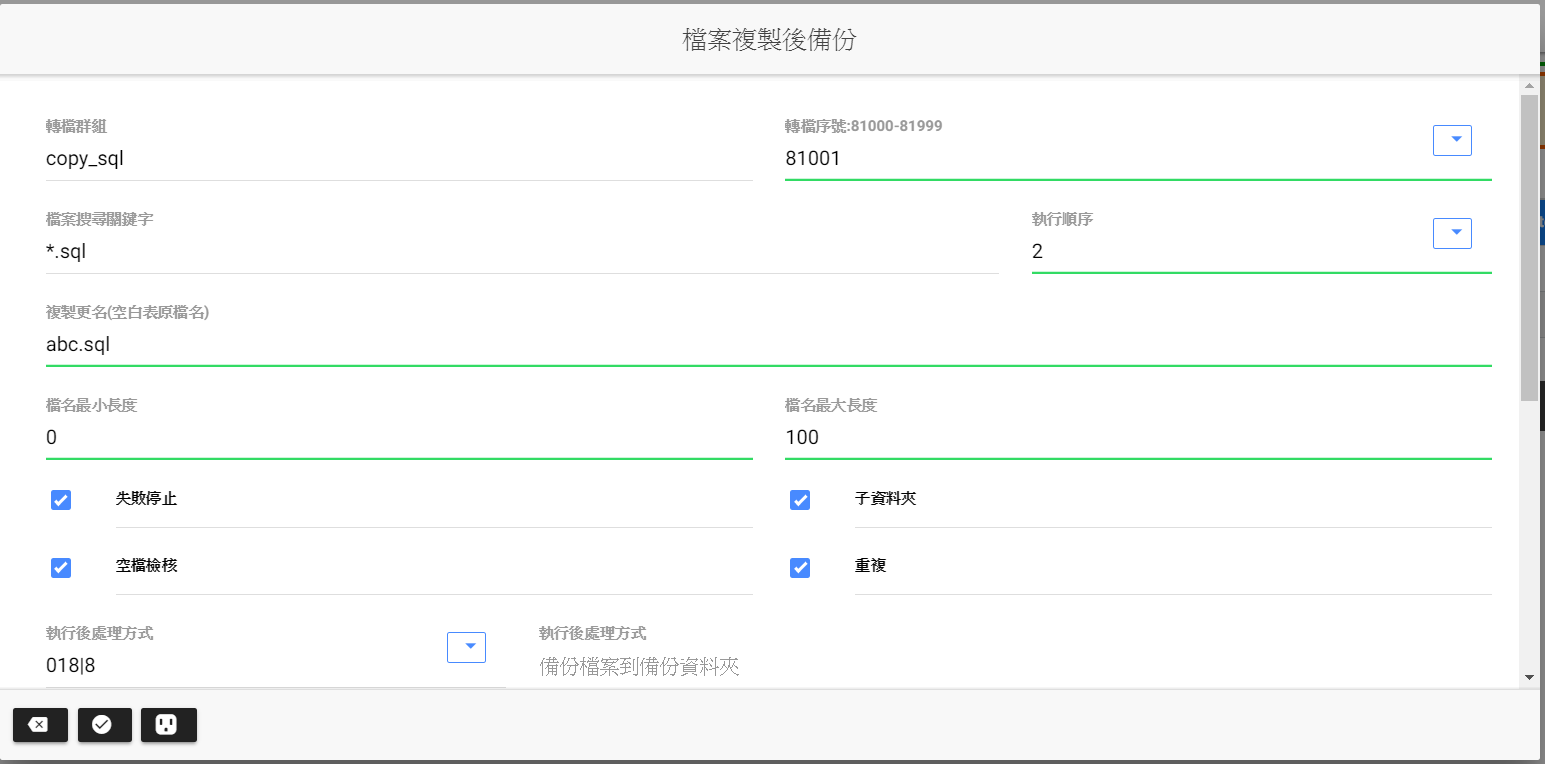 檔案複製後備份
轉檔群組
轉檔序號:81000-81999
copy_sql
81001
檔案搜尋關鍵字
執行順序
*.sql
2
複製更名(空白表原檔名)
abc.sql
檔名最小長度
檔名最大長度
0
100
失敗停止
子資料夾
空檔檢核
重複
執行後處理方式
執行後處理方式
018|8
備份檔案到備份資料夾